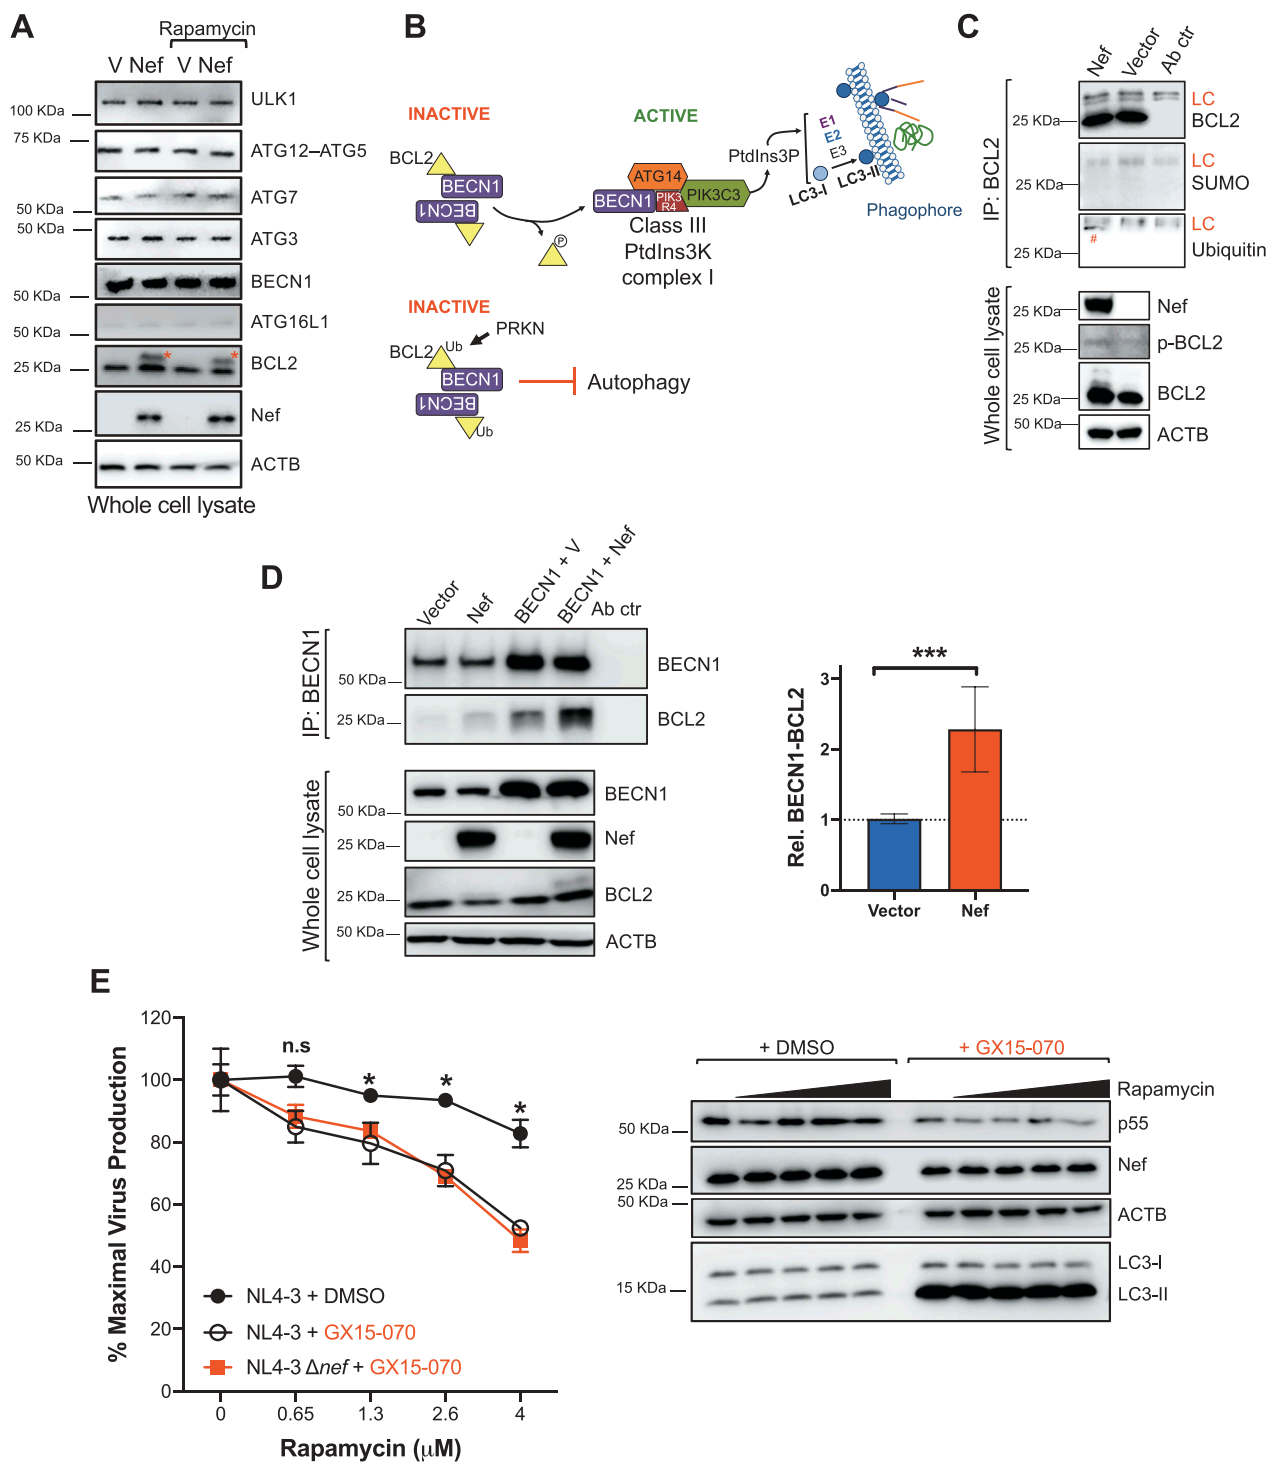 A
Rapamycin
V Nef V Nef
100 KDa
ULK1
75 KDa
ATG12–ATG5
50 KDa
ATG7
50 KDa
ATG3
BECN1
50 KDa
50 KDa
ATG16L1
25 KDa
*
*
BCL2
25 KDa
Nef
50 KDa
ACTB
Whole cell lysate
B
INACTIVE
BCL2
BECN1
BECN1
P
ACTIVE
ATG14
BECN1
PIK3
R4
PIK3C3
Class III
PtdIns3K
complex I
PtdIns3P
E1
E2
E3
LC3-I
LC3-II
Phagophore
INACTIVE
PRKN
BCL2
Ub
BECN1
BECN1
Ub
Autophagy
C
Nef
Vector
Ab ctr
IP: BCL2
25 KDa
LC
BCL2
25 KDa
LC
SUMO
25 KDa
#
LC
Ubiquitin
Whole cell lysate
25 KDa
Nef
25 KDa
p-BCL2
25 KDa
BCL2
50 KDa
ACTB
D
Vector
Nef
BECN1 + V
BECN1 + Nef
Ab ctr
IP: BECN1
50 KDa
BECN1
25 KDa
BCL2
Whole cell lysate
50 KDa
BECN1
25 KDa
Nef
25 KDa
BCL2
50 KDa
ACTB
Rel. BECN1-BCL2
3
2
1
0
***
Vector
Nef
E
% Maximal Virus Production
120
100
80
60
40
20
0
n.s
*
*
*
NL4-3 + DMSO
NL4-3 + GX15-070
NL4-3 Δnef + GX15-070
0 0.65 1.3 2.6 4
Rapamycin (μM)
+ DMSO
+ GX15-070
Rapamycin
50 KDa
p55
25 KDa
Nef
50 KDa
ACTB
15 KDa
LC3-I
LC3-II